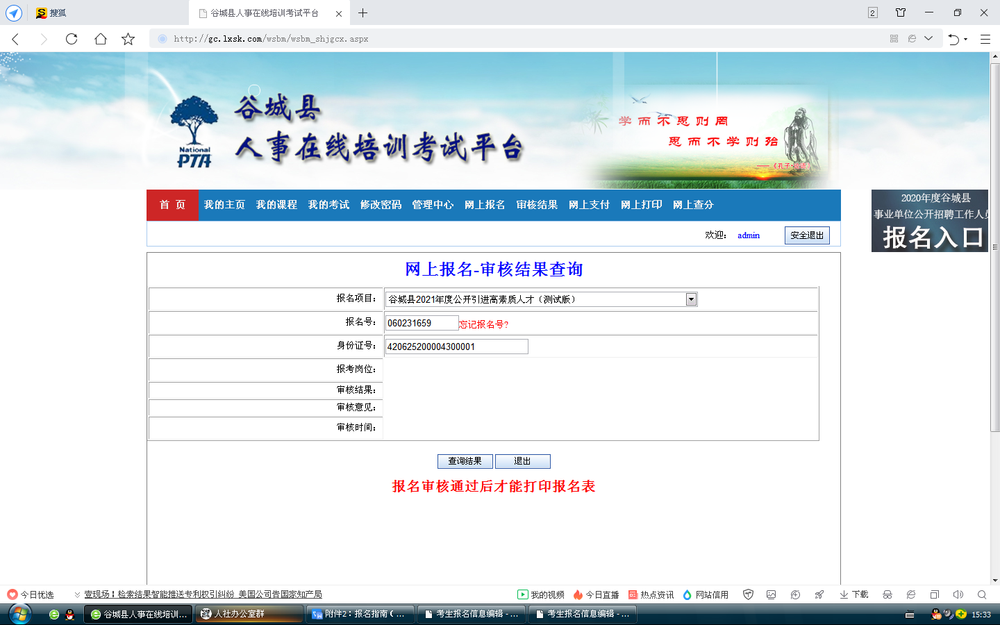 搜狐
谷城县人事在线培训考试平台
2
http://gc.lxsk.com/wsbm/wsbm_shjgcx.aspx
谷城县
人事在线培训考试平台
National
PTA
学而不思则罔
思而不学则殆
首 页 我的主页 我的课程 我的考试 修改密码 管理中心 网上报名 审核结果 网上支付 网上打印 网上查分
欢迎： admin 安全退出
2020年度谷城县
事业单位公开招聘工作人员
报名入口
网上报名-审核结果查询
报名项目： 谷城县2021年度公开引进高素质人才（测试版）
报名号： 060231659 忘记报名号?
身份证号： 420625200004300001
报考岗位：
审核结果：
审核意见：
审核时间：
查询结果 退出
报名审核通过后才能打印报名表
今日优选 壹现场 | 检索结果智能推送专利权引纠纷 美国公司告国家知产局 我的视频 今日直播 热点资讯 网站信用 下载
谷城县人事在线培训... 人社办公室群 附件2：报名指南 (... 考生报名信息编辑 - ... 考生报名信息编辑 - ... 15:33